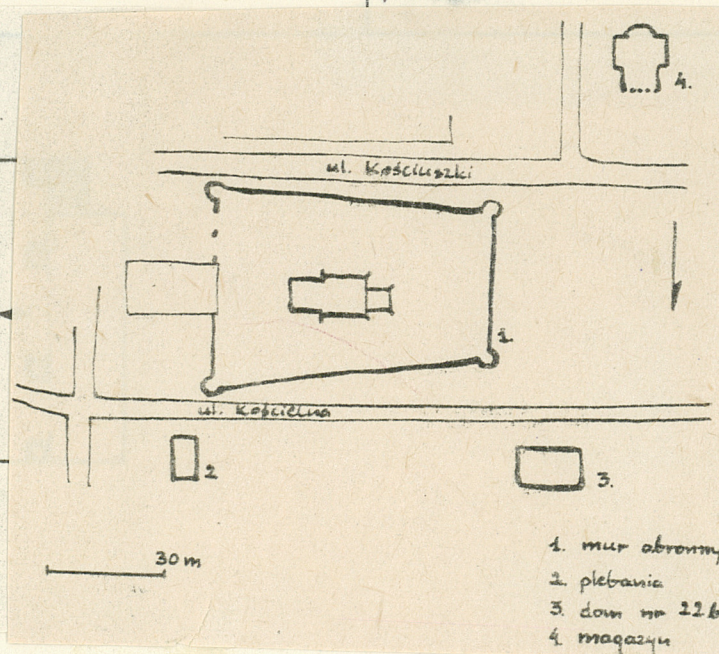 4.
ul. Kościuszki
1.
ul. Kościelna
2
3.
30 m
1. mur obronny
2. plebania
3. dom nr 226
4. magazyn